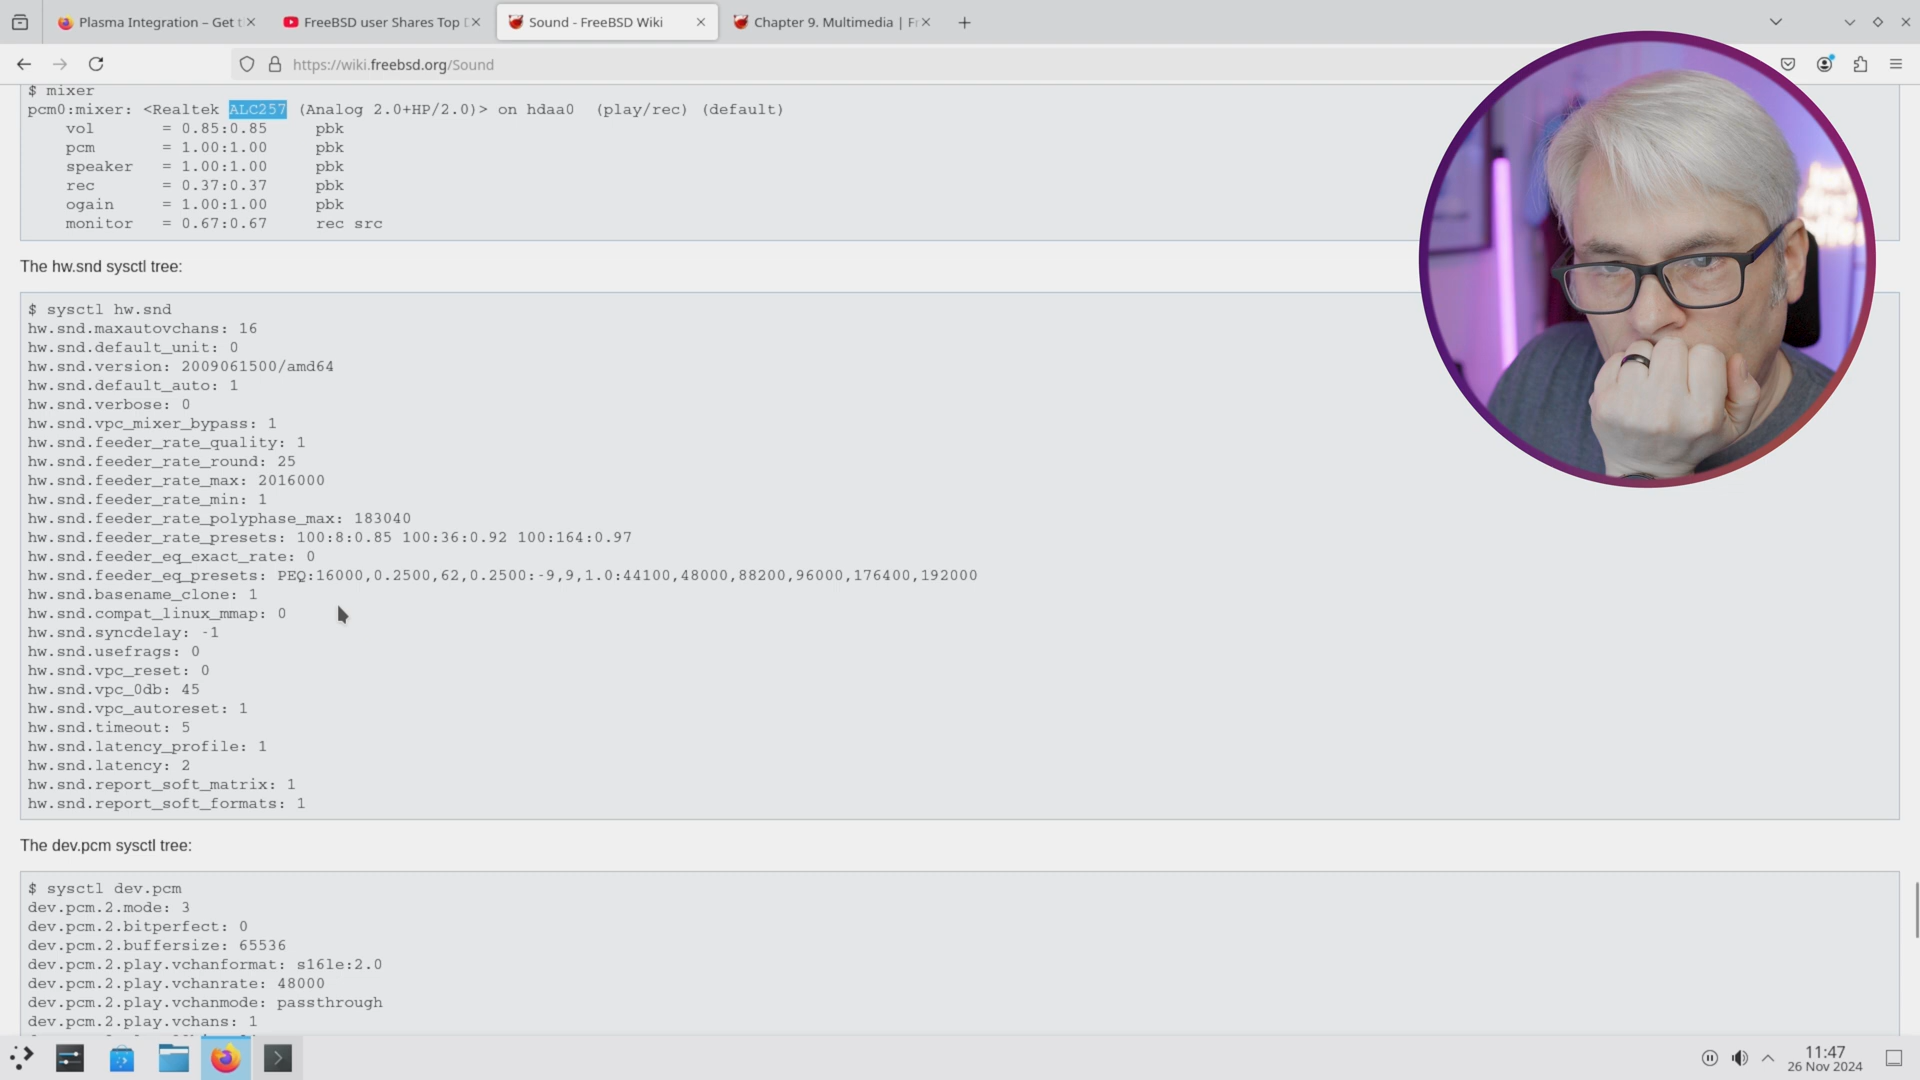 Plasma Integration – Get t
FreeBSD user Shares Top
Sound - FreeBSD Wiki
Chapter 9. Multimedia | F
https://wiki.freebsd.org/Sound
$ mixer
pcm0:mixer: <Realtek ALC257 (Analog 2.0+HP/2.0)> on hdaa0 (play/rec) (default)
vol = 0.85:0.85 pbk
pcm = 1.00:1.00 pbk
speaker = 1.00:1.00 pbk
rec = 0.37:0.37 pbk
ogain = 1.00:1.00 pbk
monitor = 0.67:0.67 rec src
The hw.snd sysctl tree:
$ sysctl hw.snd
hw.snd.maxautovchans: 16
hw.snd.default_unit: 0
hw.snd.version: 2009061500/amd64
hw.snd.default_auto: 1
hw.snd.verbose: 0
hw.snd.vpc_mixer_bypass: 1
hw.snd.feeder_rate_quality: 1
hw.snd.feeder_rate_round: 25
hw.snd.feeder_rate_max: 2016000
hw.snd.feeder_rate_min: 1
hw.snd.feeder_rate_polyphase_max: 183040
hw.snd.feeder_rate_presets: 100:8:0.85 100:36:0.92 100:164:0.97
hw.snd.feeder_eq_exact_rate: 0
hw.snd.feeder_eq_presets: PEQ:16000,0.2500,62,0.2500:-9,9,1.0:44100,48000,88200,96000,176400,192000
hw.snd.basename_clone: 1
hw.snd.compat_linux_mmap: 0
hw.snd.syncdelay: -1
hw.snd.usefrags: 0
hw.snd.vpc_reset: 0
hw.snd.vpc_0db: 45
hw.snd.vpc_autoreset: 1
hw.snd.timeout: 5
hw.snd.latency_profile: 1
hw.snd.latency: 2
hw.snd.report_soft_matrix: 1
hw.snd.report_soft_formats: 1
The dev.pcm sysctl tree:
$ sysctl dev.pcm
dev.pcm.2.mode: 3
dev.pcm.2.bitperfect: 0
dev.pcm.2.buffersize: 65536
dev.pcm.2.play.vchanformat: s16le:2.0
dev.pcm.2.play.vchanrate: 48000
dev.pcm.2.play.vchanmode: passthrough
dev.pcm.2.play.vchans: 1
11:47
26 Nov 2024